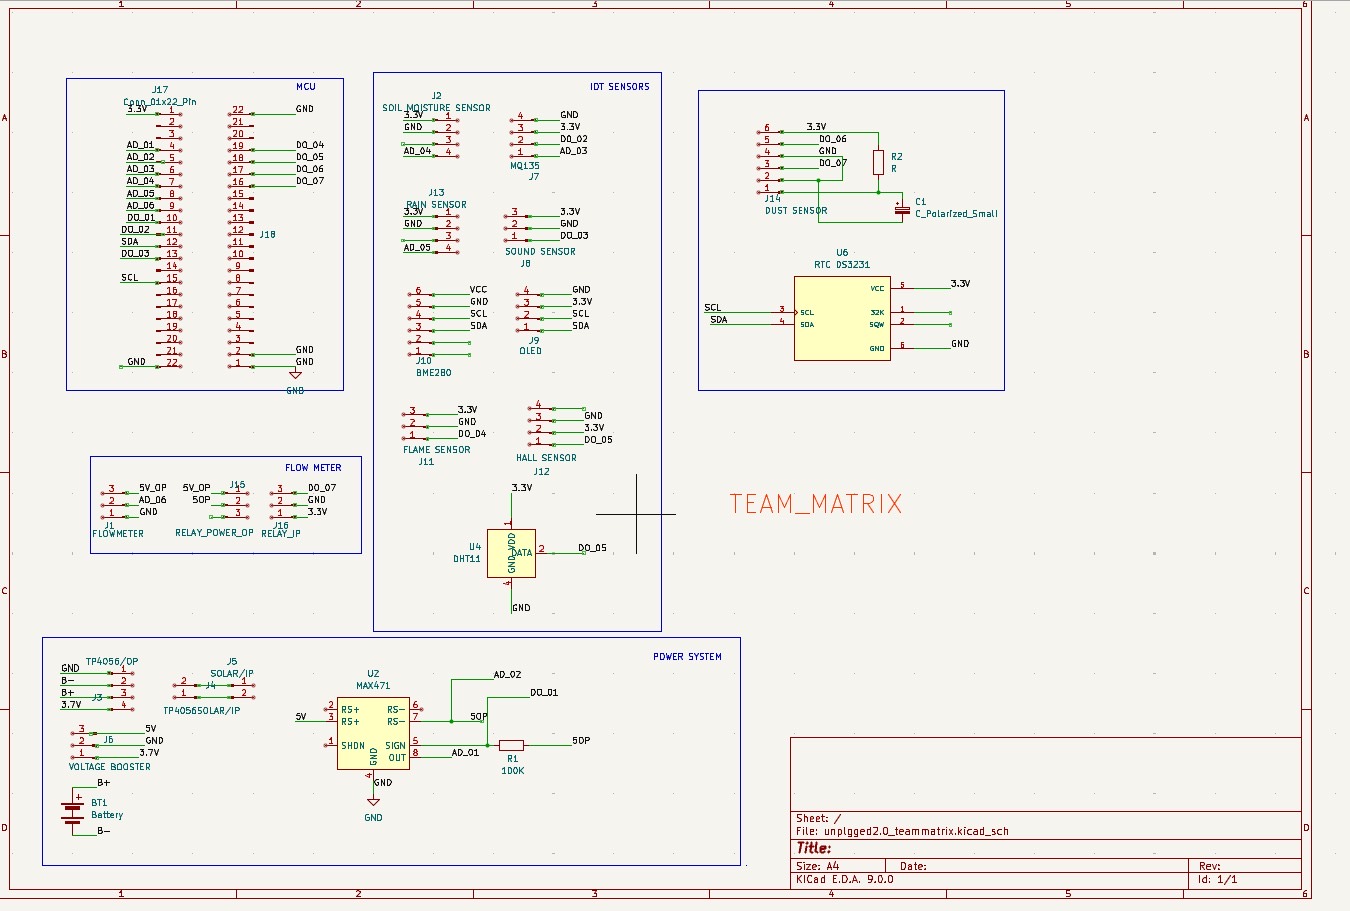 1 2 3 4 5 6
A
B
C
D
MCU
J17
Conn_01x22_Pin
3.3V 1
2
3
AD_01 4
AD_02 5
AD_03 6
AD_04 7
AD_05 8
AD_06 9
DO_01 10
DO_02 11
SDA 12
DO_03 13
14
SCL 15
16
17
18
19
20
21
GND 22
22 GND
21
20
19 DO_04
18 DO_05
17 DO_06
16 DO_07
15
14
13
12 J18
11
10
9
8
7
6
5
4
3
2 GND
1 GND
GND
IDT SENSORS
J2
SOIL MOISTURE SENSOR
3.3V 1
GND 2
3
AD_04 4
4 GND
3 3.3V
2 DO_02
1 AD_03
MQ135
J7
J13
RAIN SENSOR
3.3V 1
GND 2
3
AD_05 4
3 3.3V
2 GND
1 DO_03
SOUND SENSOR
J8
6 VCC
5 GND
4 SCL
3 SDA
2
1
J10
BME280
4 GND
3 3.3V
2 SCL
1 SDA
J9
OLED
3 3.3V
2 GND
1 DO_04
FLAME SENSOR
J11
4
3 GND
2 3.3V
1 DO_05
HALL SENSOR
J12
3.3V
1
U4
DHT11
VDD
GND
DATA
2 DO_05
4
GND
6 3.3V
5 DO_06
4 GND
3 DO_07
2
1
J14
DUST SENSOR
R2
R
C1
C_Polarized_Small
U6
RTC DS3231
SCL 3 SCL
SDA 4 SDA
VCC 5 3.3V
32K 1
SQW 2
GND 6 GND
FLOW METER
3 5V_OP
2 AD_06
1 GND
J1
FLOWMETER
J15
5V_OP 1
5OP 2
3
RELAY_POWER_OP
3 DO_07
2 GND
1 3.3V
J16
RELAY_IP
TEAM_MATRIX
POWER SYSTEM
TP4056/OP
GND 1
B- 2
B+ 3
3.7V 4
J3
J5
SOLAR/IP
2 1
J4
1 2
TP4056SOLAR/IP
3 5V
2 GND
1 3.7V
J6
VOLTAGE BOOSTER
B+
+
BT1
Battery
B-
U2
MAX471
2 RS+
5V 3 RS+
1 SHDN
RS- 6
RS- 7
SIGN 5
OUT 8
GND
4
GND
GND
AD_02
DO_01
5OP
AD_01
R1
100K
5OP
Sheet: /
File: unplgged2.0_teammatrix.kicad_sch
Title:
Size: A4 Date: Rev:
KiCad E.D.A. 9.0.0 Id: 1/1
1 2 3 4 5 6
A
B
C
D